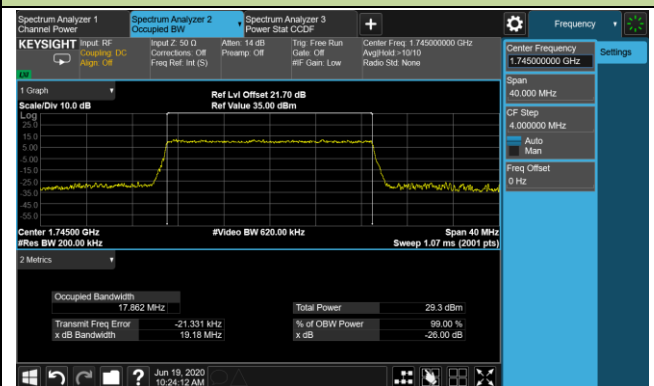 Spectrum Analyzer 1
Channel Power
Spectrum Analyzer 2
Occupied BW
Spectrum Analyzer 3
Power Stat CCDF
+
Frequency
KEYSIGHT
Input: RF
Coupling: DC
Align: Off
Input Z: 50 Ω
Corrections: Off
Freq Ref: Int (S)
Atten: 14 dB
Preamp: Off
Trig: Free Run
Gate: Off
#IF Gain: Low
Center Freq: 1.745000000 GHz
Avg|Hold:>10/10
Radio Std: None
Center Frequency
1.745000000 GHz
Settings
Span
40.000 MHz
CF Step
4.000000 MHz
Auto
Man
Freq Offset
0 Hz
1 Graph
Scale/Div 10.0 dB
Ref Lvl Offset 21.70 dB
Ref Value 35.00 dBm
Log
25.0
15.0
5.00
-5.00
-15.0
-25.0
-35.0
-45.0
-55.0
Center 1.74500 GHz
#Video BW 620.00 kHz
Span 40 MHz
#Res BW 200.00 kHz
Sweep 1.07 ms (2001 pts)
2 Metrics
Occupied Bandwidth
17.862 MHz
Total Power 29.3 dBm
Transmit Freq Error -21.331 kHz
% of OBW Power 99.00 %
x dB Bandwidth 19.18 MHz
x dB -26.00 dB
?
Jun 19, 2020
10:24:12 AM